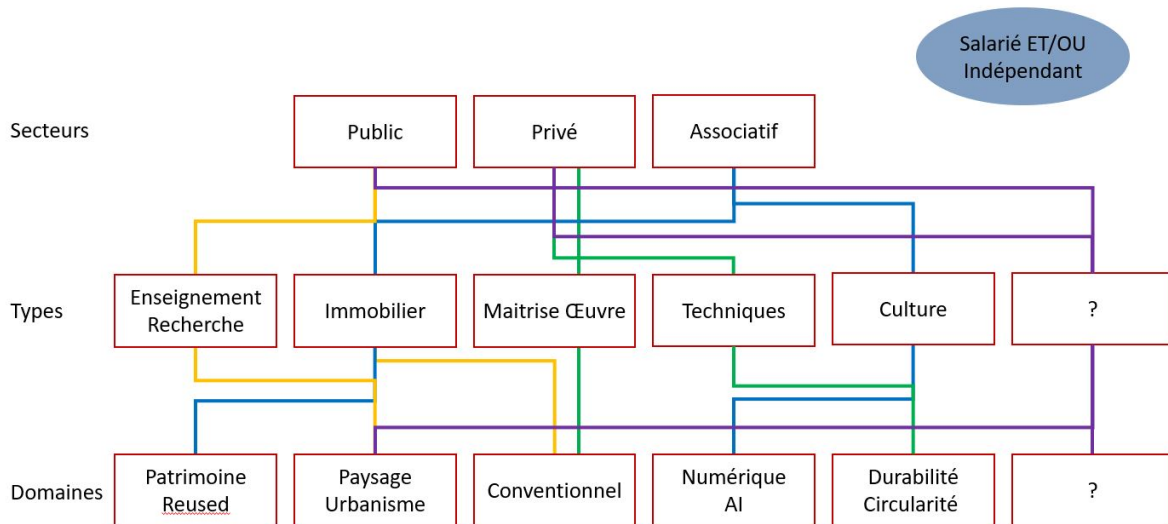 Salarié ET/OU
Indépendant
Secteurs
Public
Privé
Associatif
Types
Enseignement
Recherche
Immobilier
Maitrise Œuvre
Techniques
Culture
?
Domaines
Patrimoine
Reused
Paysage
Urbanisme
Conventionnel
Numérique
AI
Durabilité
Circularité
?